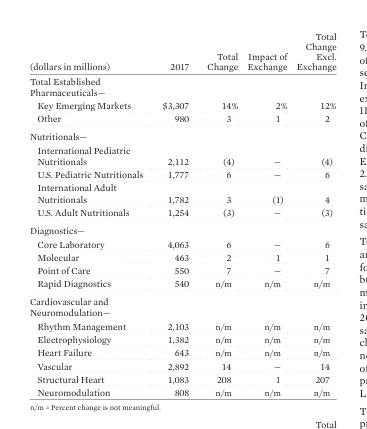 Total
Change
Total Impact of Excl.
(dollars in millions) 2017 Change Exchange Exchange
Total Established
Pharmaceuticals—
Key Emerging Markets $3,307 14% 2% 12%
Other 980 3 1 2
Nutritionals—
International Pediatric
Nutritionals 2,112 (4) — (4)
U.S. Pediatric Nutritionals 1,777 6 — 6
International Adult
Nutritionals 1,782 3 (1) 4
U.S. Adult Nutritionals 1,254 (3) — (3)
Diagnostics—
Core Laboratory 4,063 6 — 6
Molecular 463 2 1 1
Point of Care 550 7 — 7
Rapid Diagnostics 540 n/m n/m n/m
Cardiovascular and
Neuromodulation—
Rhythm Management 2,103 n/m n/m n/m
Electrophysiology 1,382 n/m n/m n/m
Heart Failure 643 n/m n/m n/m
Vascular 2,892 14 — 14
Structural Heart 1,083 208 1 207
Neuromodulation 808 n/m n/m n/m
n/m = Percent change is not meaningful.
Total